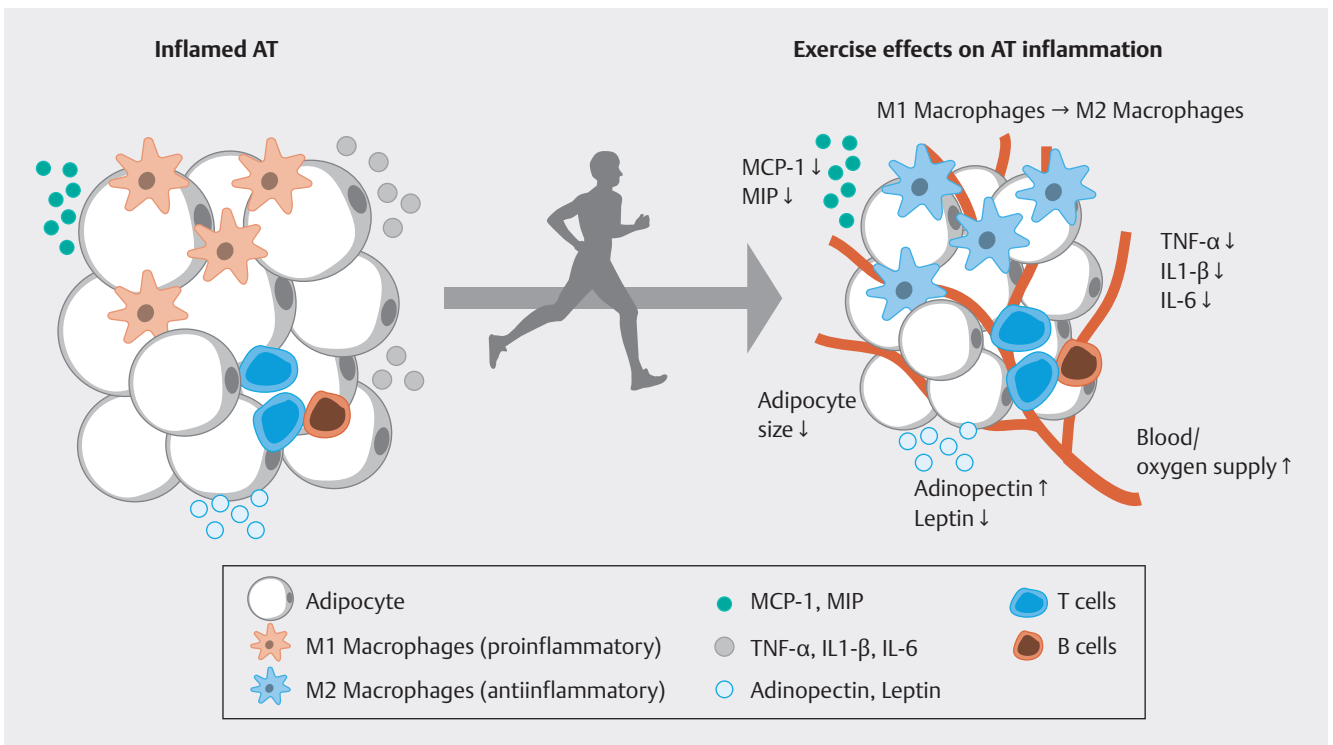 Inflamed AT
Exercise effects on AT inflammation
M1 Macrophages → M2 Macrophages
MCP-1 ↓
MIP ↓
TNF-α ↓
IL1-β ↓
IL-6 ↓
Adipocyte
size ↓
Blood/
oxygen supply ↑
Adinopectin ↑
Leptin ↓
Adipocyte
M1 Macrophages (proinflammatory)
M2 Macrophages (antiinflammatory)
MCP-1, MIP
TNF-α, IL1-β, IL-6
Adinopectin, Leptin
T cells
B cells